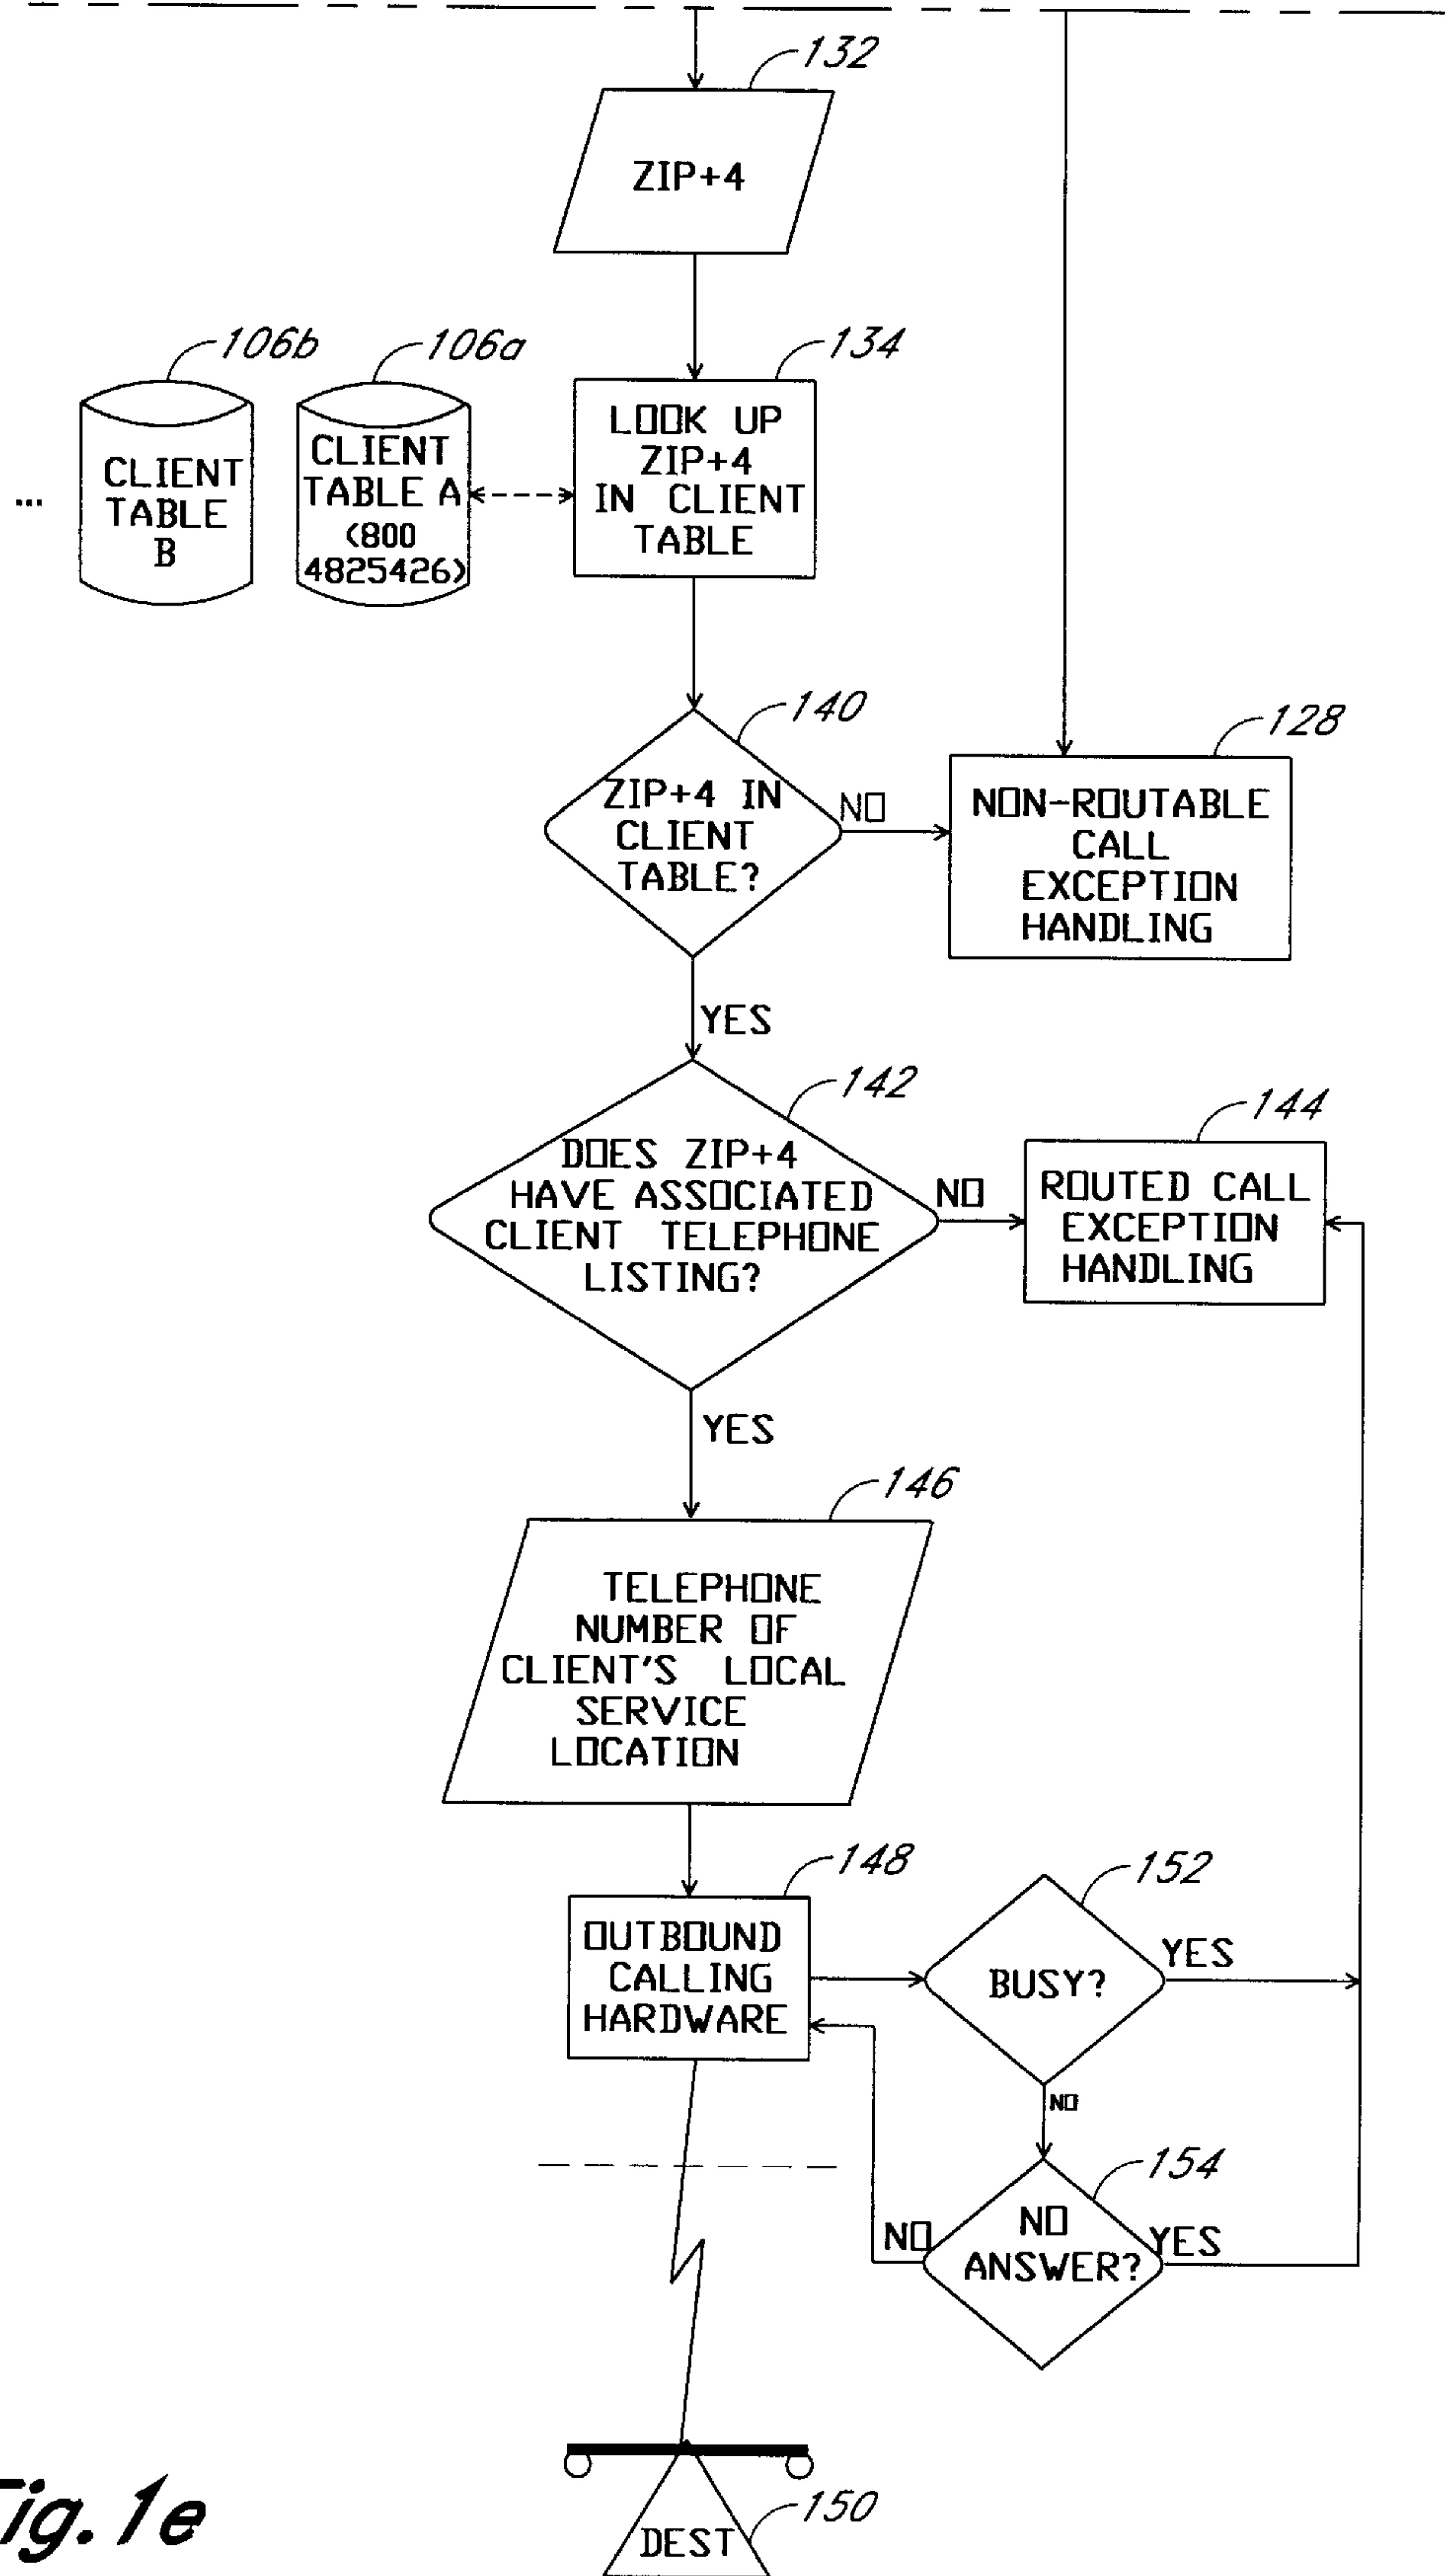 132
ZIP+4
106b
106a
134
...
CLIENT
TABLE
B
CLIENT
TABLE A
(800
4825426)
LOOK UP
ZIP+4
IN CLIENT
TABLE
140
128
ZIP+4 IN
CLIENT
TABLE?
NO
NON-ROUTABLE
CALL
EXCEPTION
HANDLING
YES
142
144
DOES ZIP+4
HAVE ASSOCIATED
CLIENT TELEPHONE
LISTING?
NO
ROUTED CALL
EXCEPTION
HANDLING
YES
146
TELEPHONE
NUMBER OF
CLIENT'S LOCAL
SERVICE
LOCATION
148
152
OUTBOUND
CALLING
HARDWARE
BUSY?
YES
NO
154
NO
NO
ANSWER?
YES
150
DEST
Fig. 1e